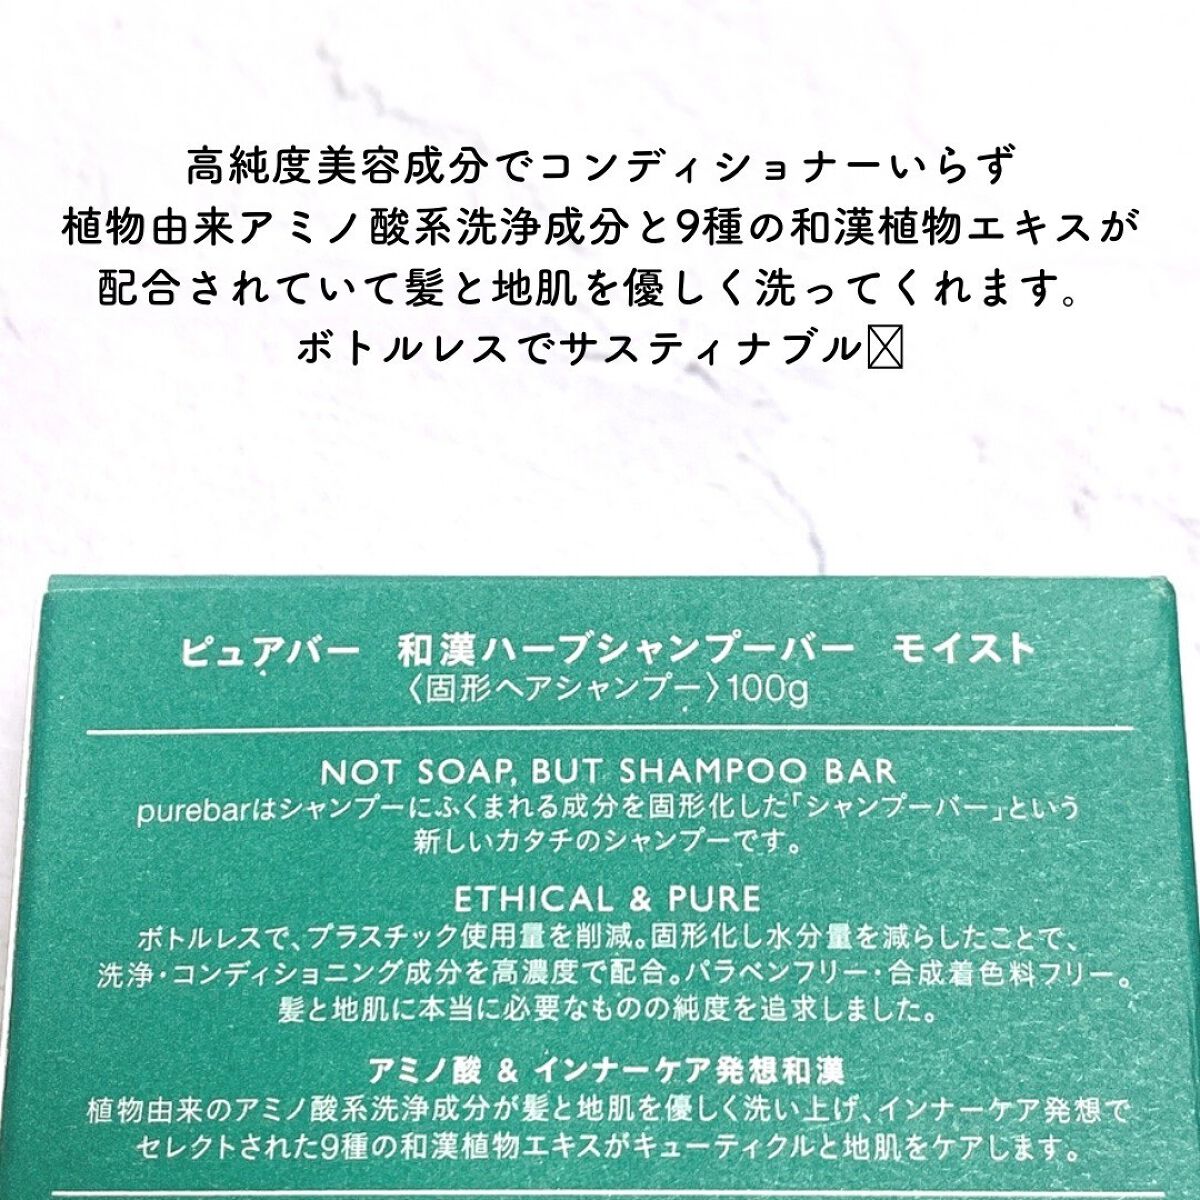 高純度美容成分でコンディショナーいらず
植物由来アミノ酸系洗浄成分と9種の和漢植物エキスが
配合されていて髪と地肌を優しく洗ってくれます。
ボトルレスでサスティナブル
ピュアバー 和漢ハーブシャンプーバー モイスト
〈固形ヘアシャンプー〉100g
NOT SOAP, BUT SHAMPOO BAR
purebarはシャンプーにふくまれる成分を固形化した「シャンプーバー」という
新しいカタチのシャンプーです。
ETHICAL & PURE
ボトルレスで、プラスチック使用量を削減。固形化し水分量を減らしたことで、
洗浄・コンディショニング成分を高濃度で配合。パラベンフリー・合成着色料フリー。
髪と地肌に本当に必要なものの純度を追求しました。
アミノ酸 & インナーケア発想和漢
植物由来のアミノ酸系洗浄成分が髪と地肌を優しく洗い上げ、インナーケア発想で
セレクトされた9種の和漢植物エキスがキューティクルと地肌をケアします。